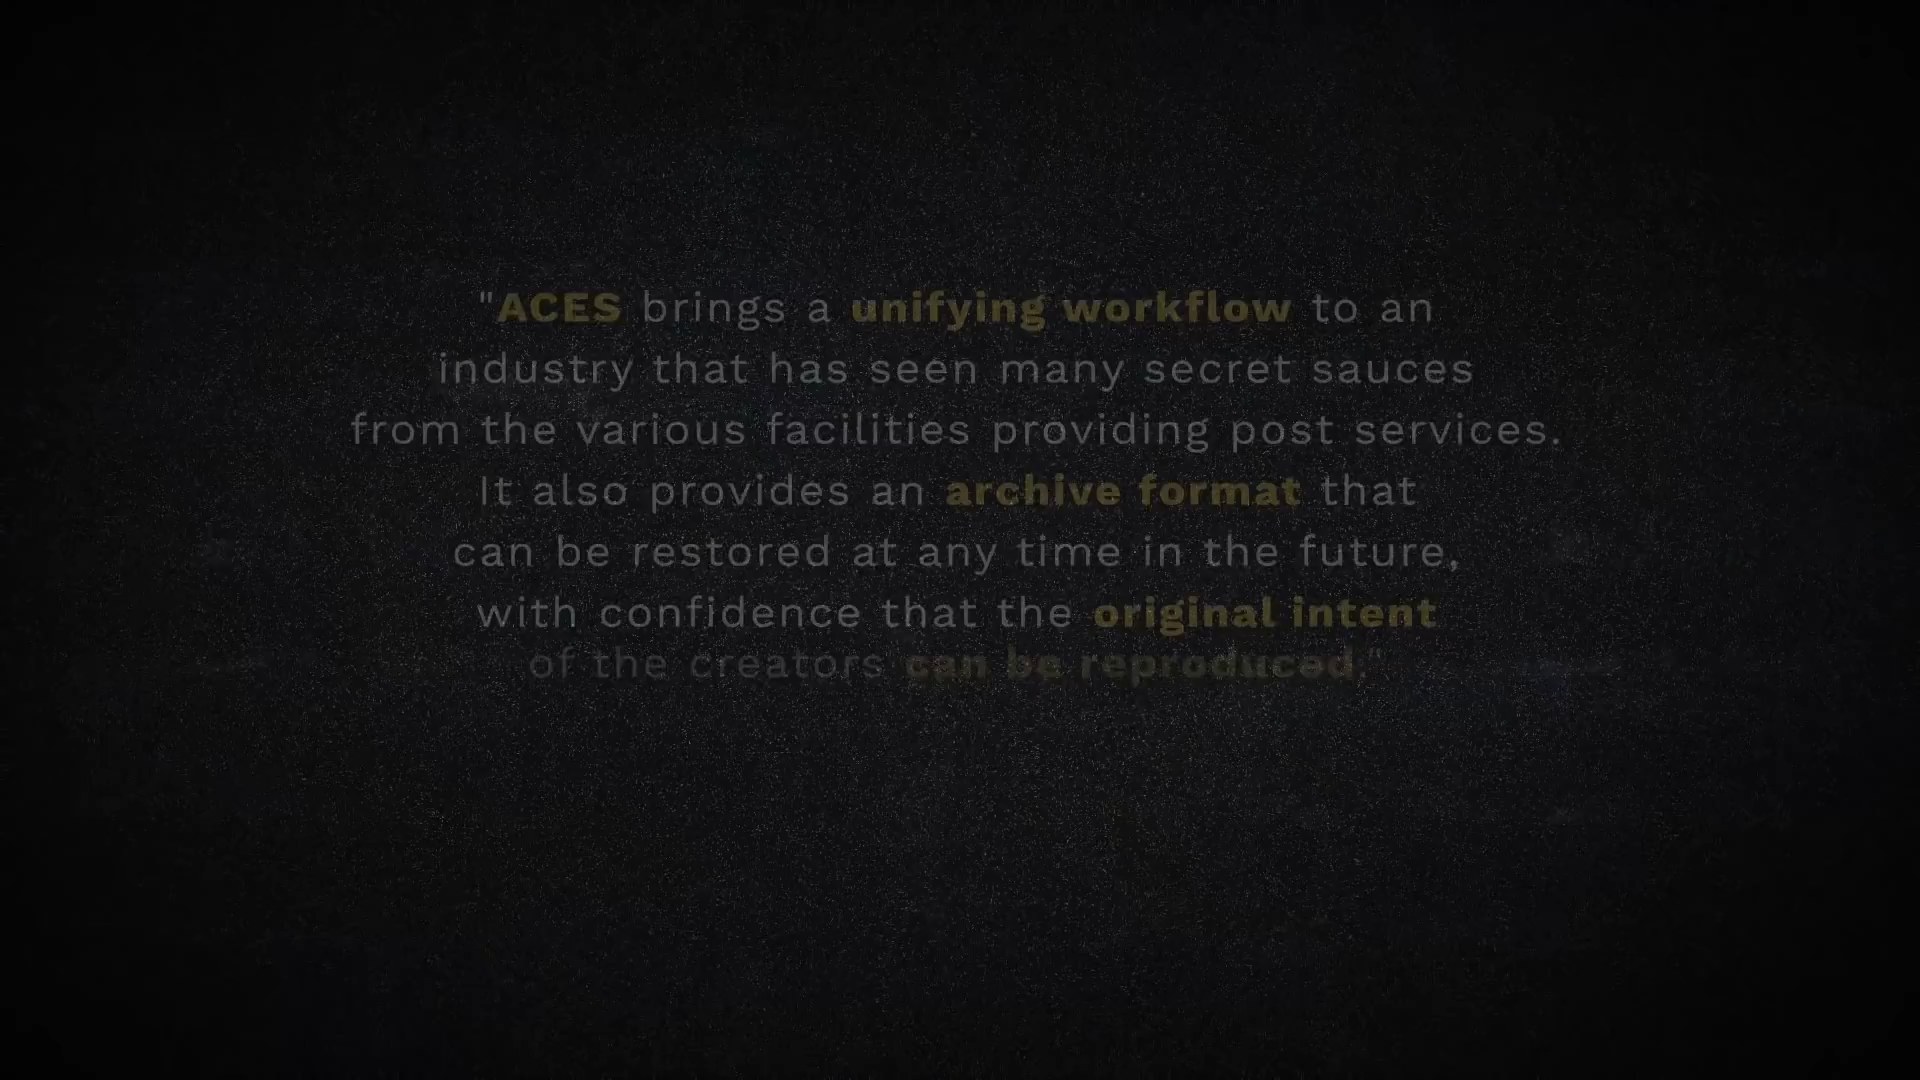 "ACES brings a unifying workflow to an
industry that has seen many secret sauces
from the various facilities providing post services.
It also provides an archive format that
can be restored at any time in the future,
with confidence that the original intent
of the creators can be reproduced."